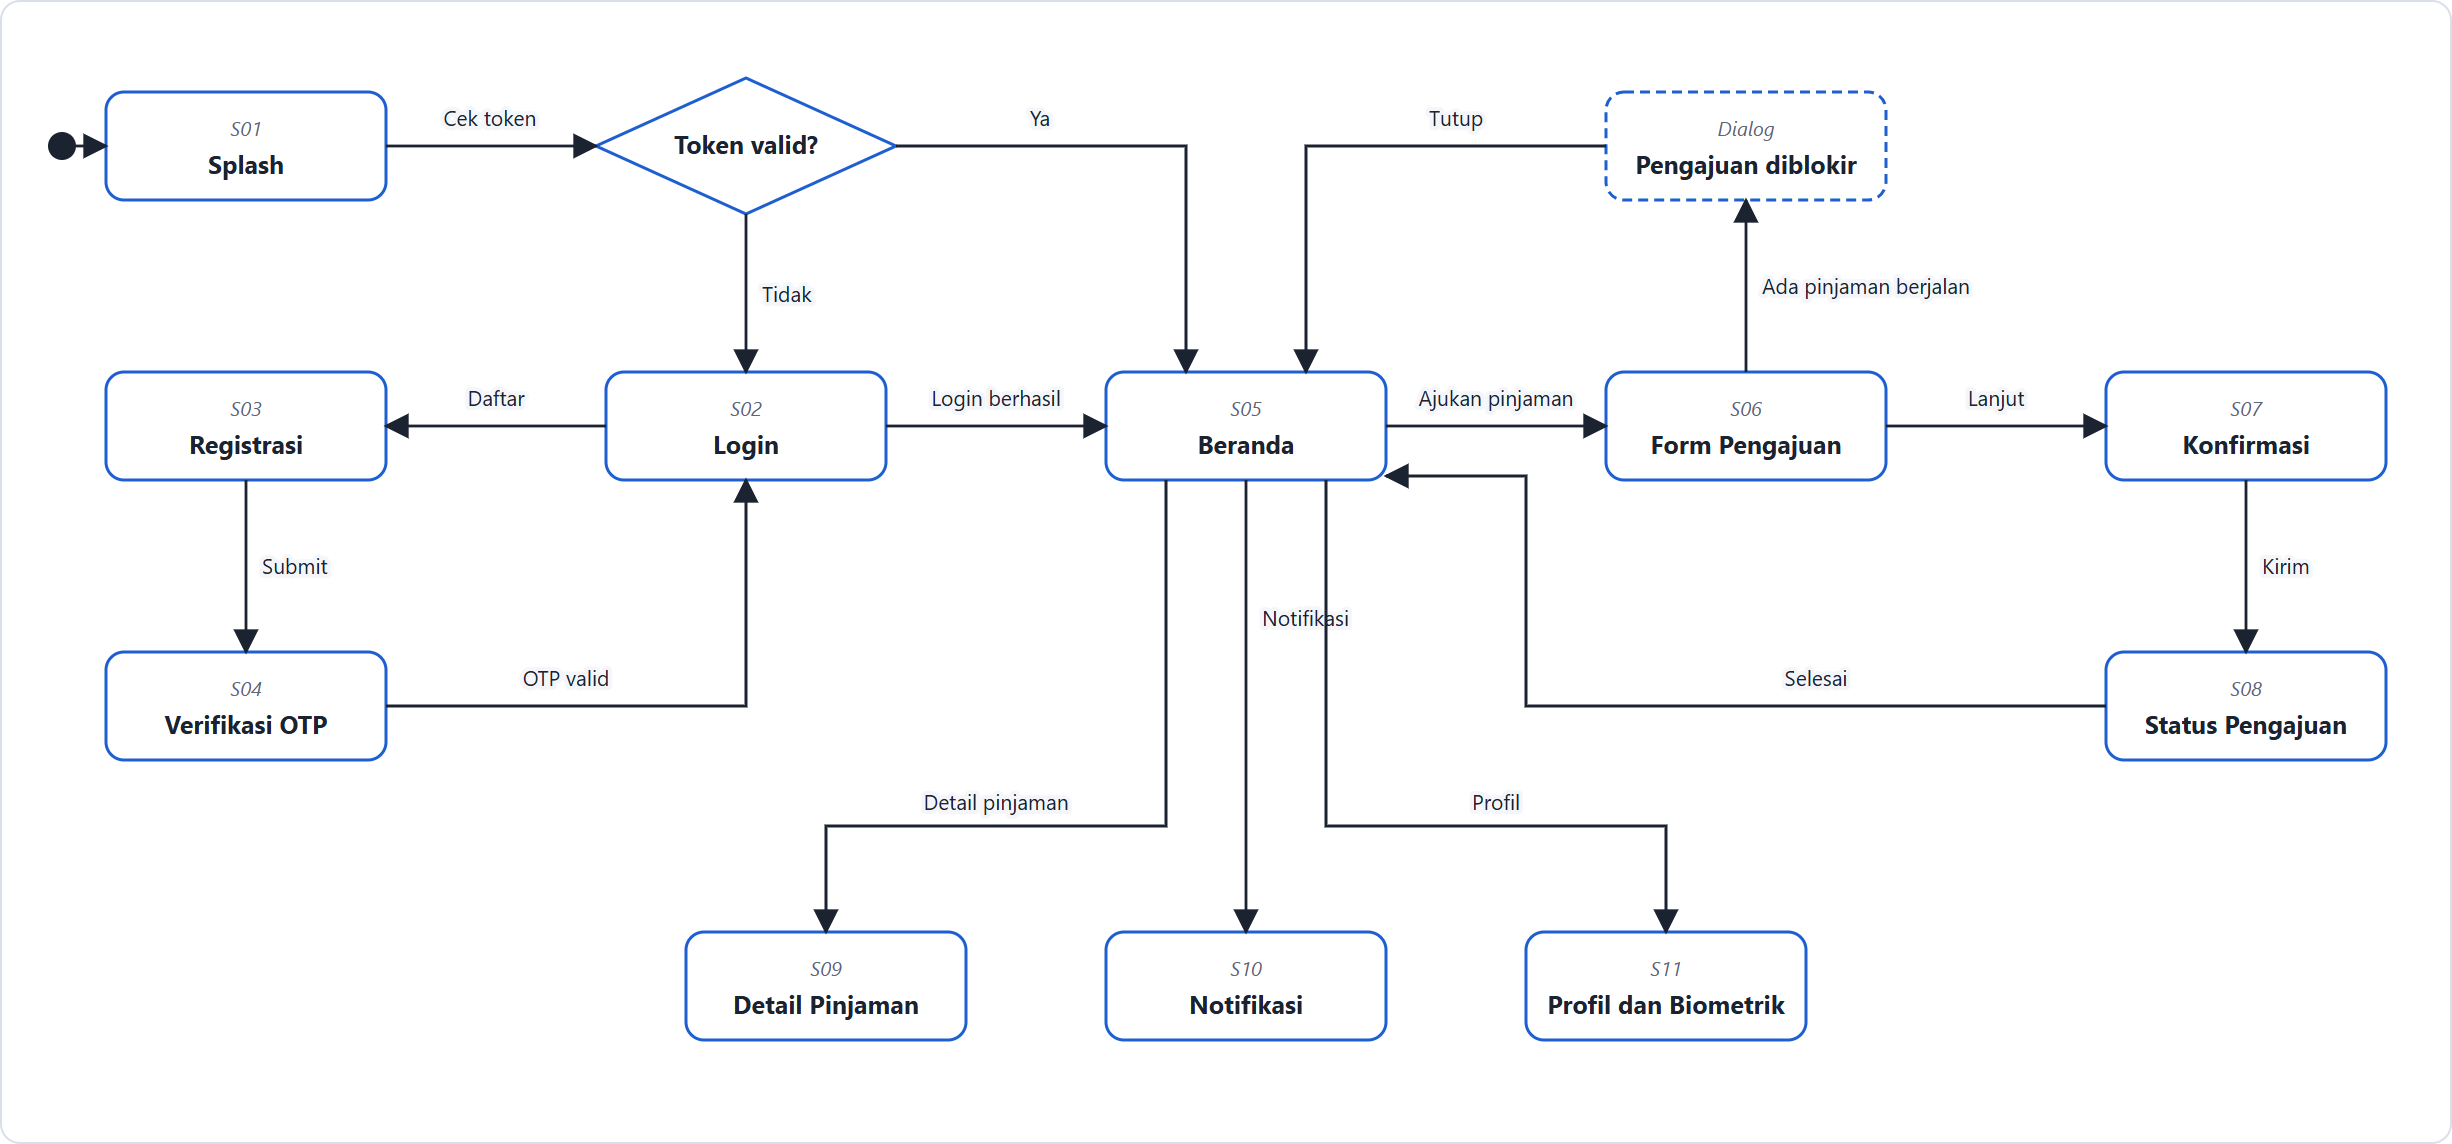 S01
Splash
Cek token
Token valid?
Ya
Tutup
Dialog
Pengajuan diblokir
Tidak
Ada pinjaman berjalan
S03
Registrasi
Daftar
S02
Login
Login berhasil
S05
Beranda
Ajukan pinjaman
S06
Form Pengajuan
Lanjut
S07
Konfirmasi
Submit
Notifikasi
Kirim
S04
Verifikasi OTP
OTP valid
Selesai
S08
Status Pengajuan
Detail pinjaman
Profil
S09
Detail Pinjaman
S10
Notifikasi
S11
Profil dan Biometrik